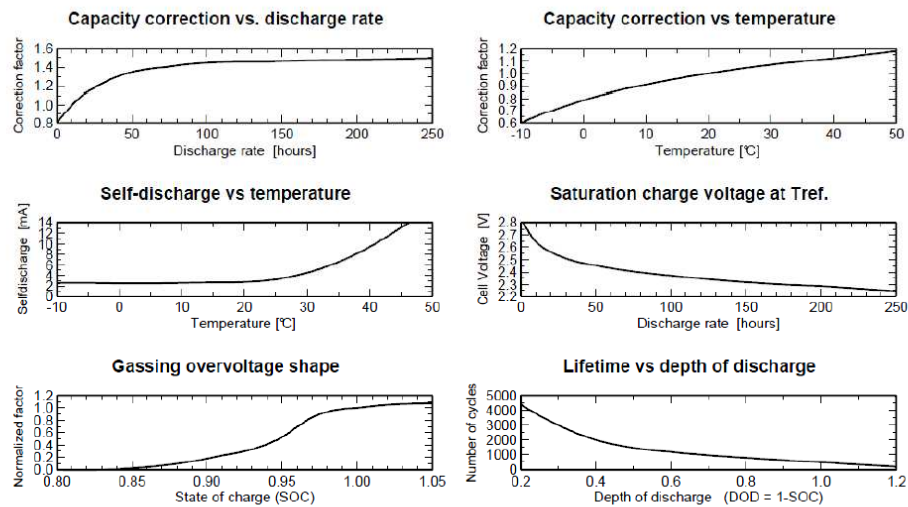 Capacity correction vs. discharge rate
Correction factor
1.6
1.4
1.2
1.0
0.8
0 50 100 150 200 250
Discharge rate [hours]
Capacity correction vs temperature
Correction factor
1.2
1.1
1.0
0.9
0.8
0.7
0.6
-10 0 10 20 30 40 50
Temperature [°C]
Self-discharge vs temperature
Selfdischarge [mA]
14
12
10
8
6
4
2
0
-10 0 10 20 30 40 50
Temperature [°C]
Saturation charge voltage at Tref.
Cell Voltage [V]
2.8
2.7
2.6
2.5
2.4
2.3
2.2
0 50 100 150 200 250
Discharge rate [hours]
Gassing overvoltage shape
Normalized factor
1.2
1.0
0.8
0.6
0.4
0.2
0.0
0.80 0.85 0.90 0.95 1.00 1.05
State of charge (SOC)
Lifetime vs depth of discharge
Number of cycles
5000
4000
3000
2000
1000
0
0.2 0.4 0.6 0.8 1.0 1.2
Depth of discharge (DOD = 1-SOC)